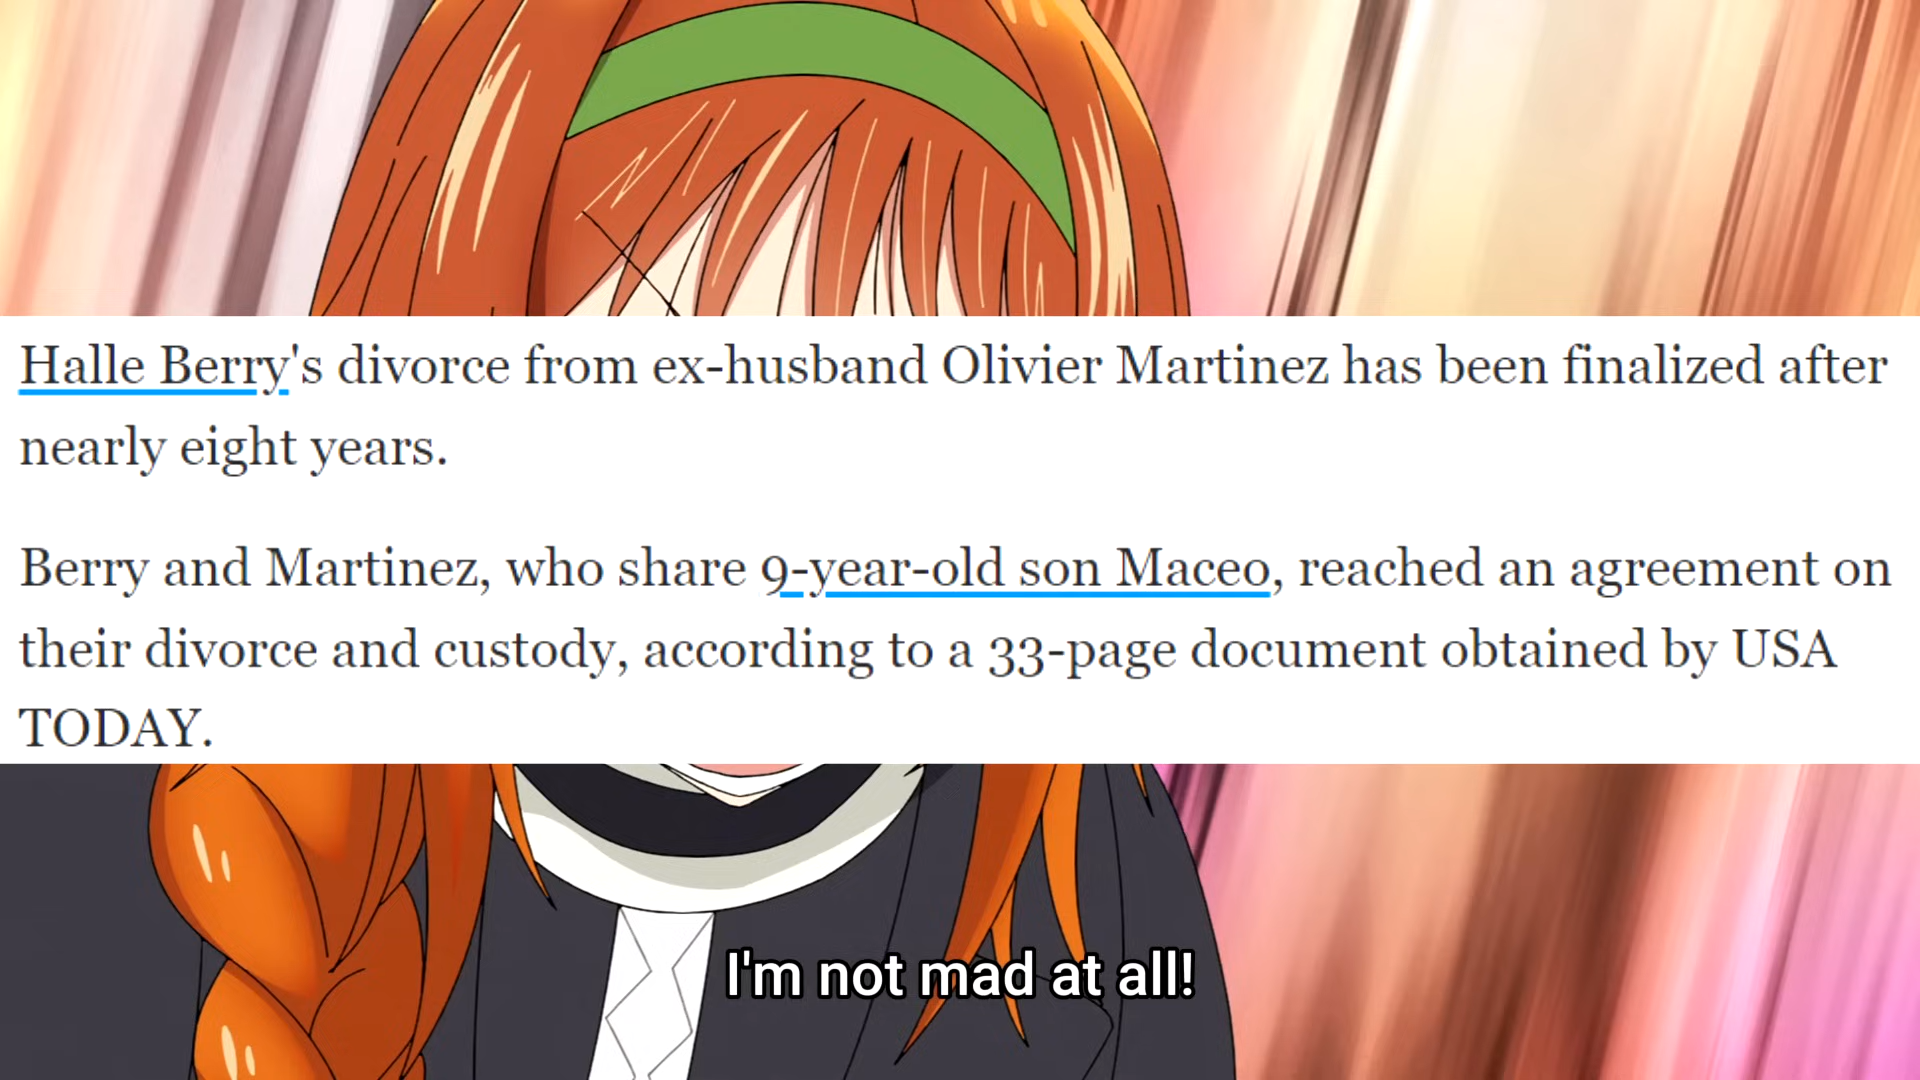 Halle Berry's divorce from ex-husband Olivier Martinez has been finalized after
nearly eight years.
Berry and Martinez, who share 9-year-old son Maceo, reached an agreement on
their divorce and custody, according to a 33-page document obtained by USA
TODAY.
I'm not mad at all!